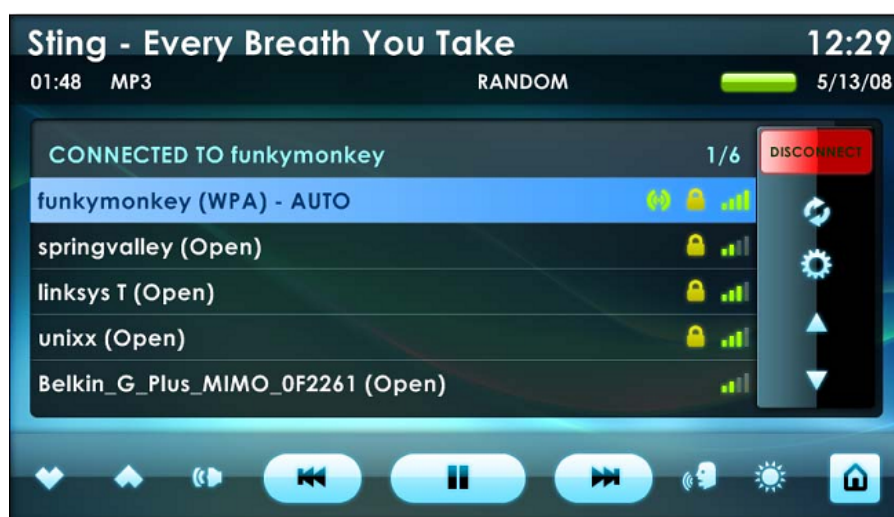 Sting - Every Breath You Take 12:29
01:48 MP3 RANDOM 5/13/08
CONNECTED TO funkymonkey 1/6 DISCONNECT
funkymonkey (WPA) - AUTO
springvalley (Open)
linksys T (Open)
unixx (Open)
Belkin_G_Plus_MIMO_0F2261 (Open)